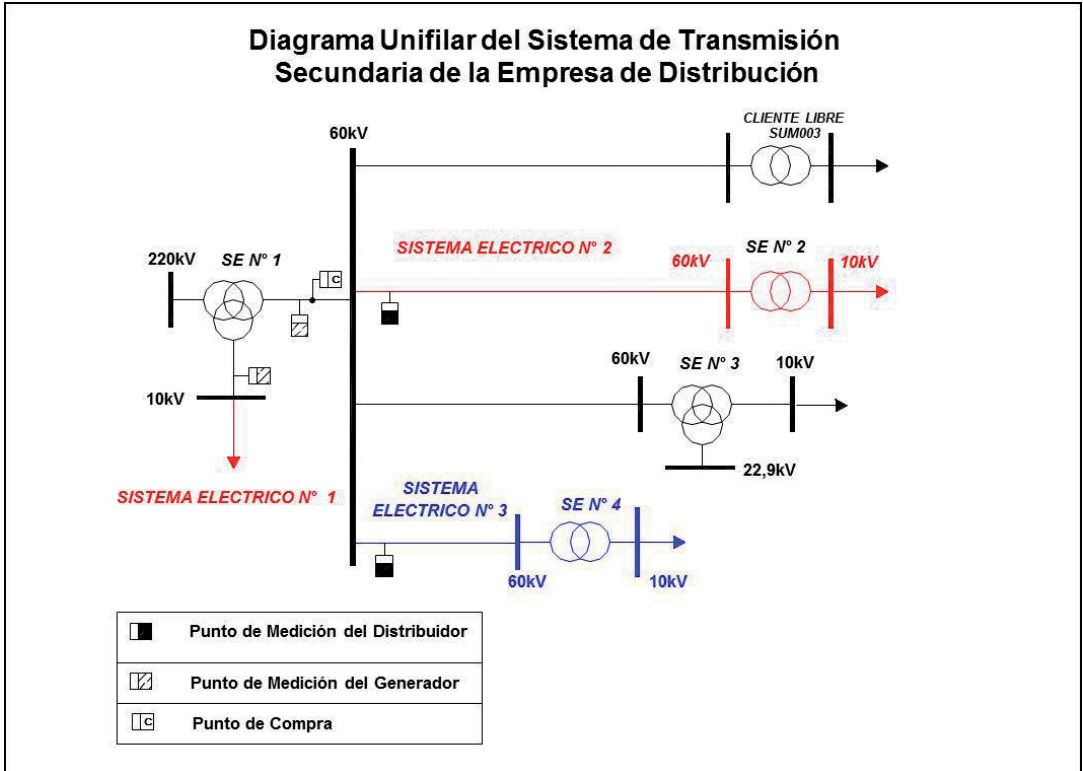 Diagrama Unifilar del Sistema de Transmisión
Secundaria de la Empresa de Distribución
CLIENTE LIBRE
SUM003
60kV
SISTEMA ELECTRICO N° 2
SE N° 2
60kV
10kV
220kV
SE N° 1
C
60kV
SE N° 3
10kV
10kV
22,9kV
SISTEMA ELECTRICO N° 1
SISTEMA
ELECTRICO N° 3
SE N° 4
60kV
10kV
Punto de Medición del Distribuidor
Punto de Medición del Generador
C
Punto de Compra